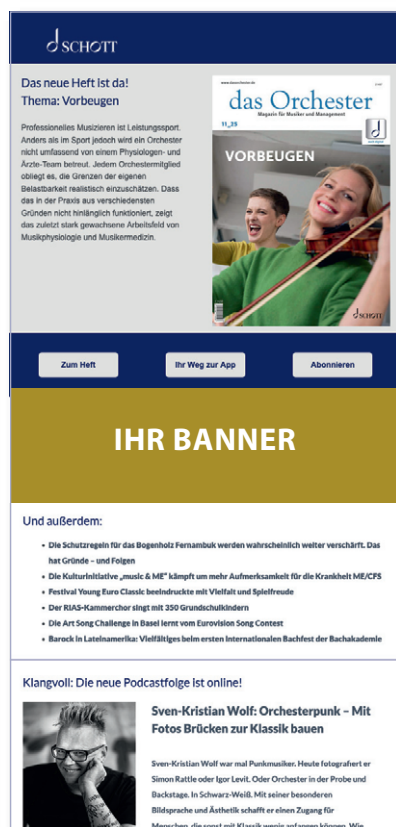 SCHOTT
Das neue Heft ist da!
Thema: Vorbeugen
Professionelles Musizieren ist Leistungssport.
Anders als im Sport jedoch wird ein Orchester
nicht umfassend von einem Physiologen- und
Ärzte-Team betreut. Jedem Orchestermitglied
obliegt es, die Grenzen der eigenen
Belastbarkeit realistisch einzuschätzen. Dass
das in der Praxis aus verschiedensten
Gründen nicht hinlänglich funktioniert, zeigt
das zuletzt stark gewachsene Arbeitsfeld von
Musikphysiologie und Musikermedizin.
das Orchester
Magazin für Musiker und Management
11_25
VORBEUGEN
SCHOTT
Zum Heft
Ihr Weg zur App
Abonnieren
IHR BANNER
Und außerdem:
• Die Schutzregeln für das Bogenholz Fernambuk werden wahrscheinlich weiter verschärft. Das
hat Gründe – und Folgen
• Die Kulturinitiative „music & ME" kämpft um mehr Aufmerksamkeit für die Krankheit ME/CFS
• Festival Young Euro Classic beeindruckte mit Vielfalt und Spielfreude
• Der RIAS-Kammerchor singt mit 350 Grundschulkindern
• Die Art Song Challenge in Basel lernt vom Eurovision Song Contest
• Barock in Lateinamerika: Vielfältiges beim ersten Internationalen Bachfest der Bachakademie
Klangvoll: Die neue Podcastfolge ist online!
Sven-Kristian Wolf: Orchesterpunk – Mit
Fotos Brücken zur Klassik bauen
Sven-Kristian Wolf war mal Punkmusiker. Heute fotografiert er
Simon Rattle oder Igor Levit. Oder Orchester in der Probe und
Backstage. In Schwarz-Weiß. Mit seiner besonderen
Bildsprache und Ästhetik schafft er einen Zugang für
Menschen, die sonst mit Klassik wenig anfangen können. Wie